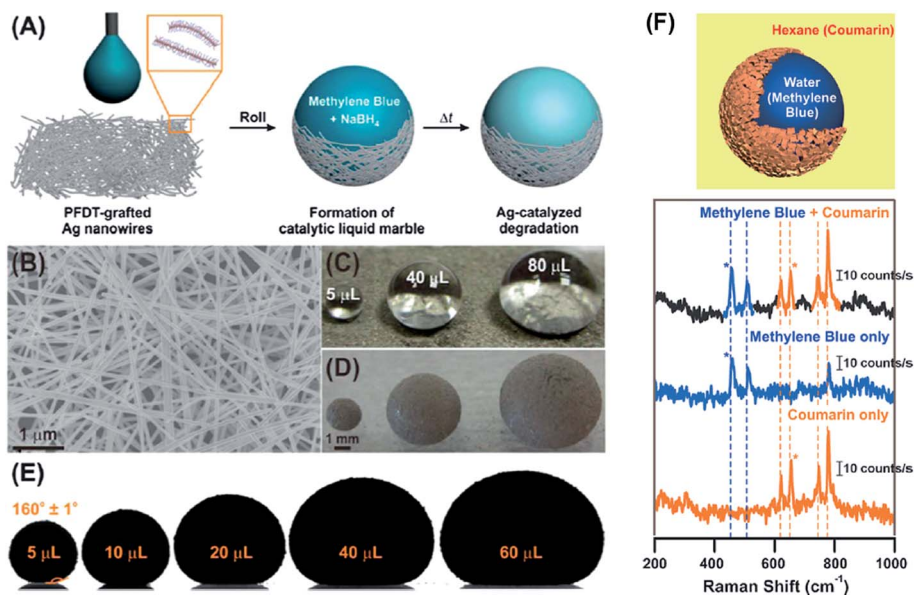 (A)
PFDT-grafted
Ag nanowires
Roll
Methylene Blue
+ NaBH₄
Formation of
catalytic liquid marble
Δt
Ag-catalyzed
degradation
(B)
1 μm
(C)
5 μL
40 μL
80 μL
(D)
1 mm
(E)
160° ± 1°
5 μL
10 μL
20 μL
40 μL
60 μL
(F)
Hexane (Coumarin)
Water
(Methylene
Blue)
Methylene Blue + Coumarin
*
*
10 counts/s
Methylene Blue only
*
10 counts/s
Coumarin only
*
10 counts/s
200 400 600 800 1000
Raman Shift (cm⁻¹)